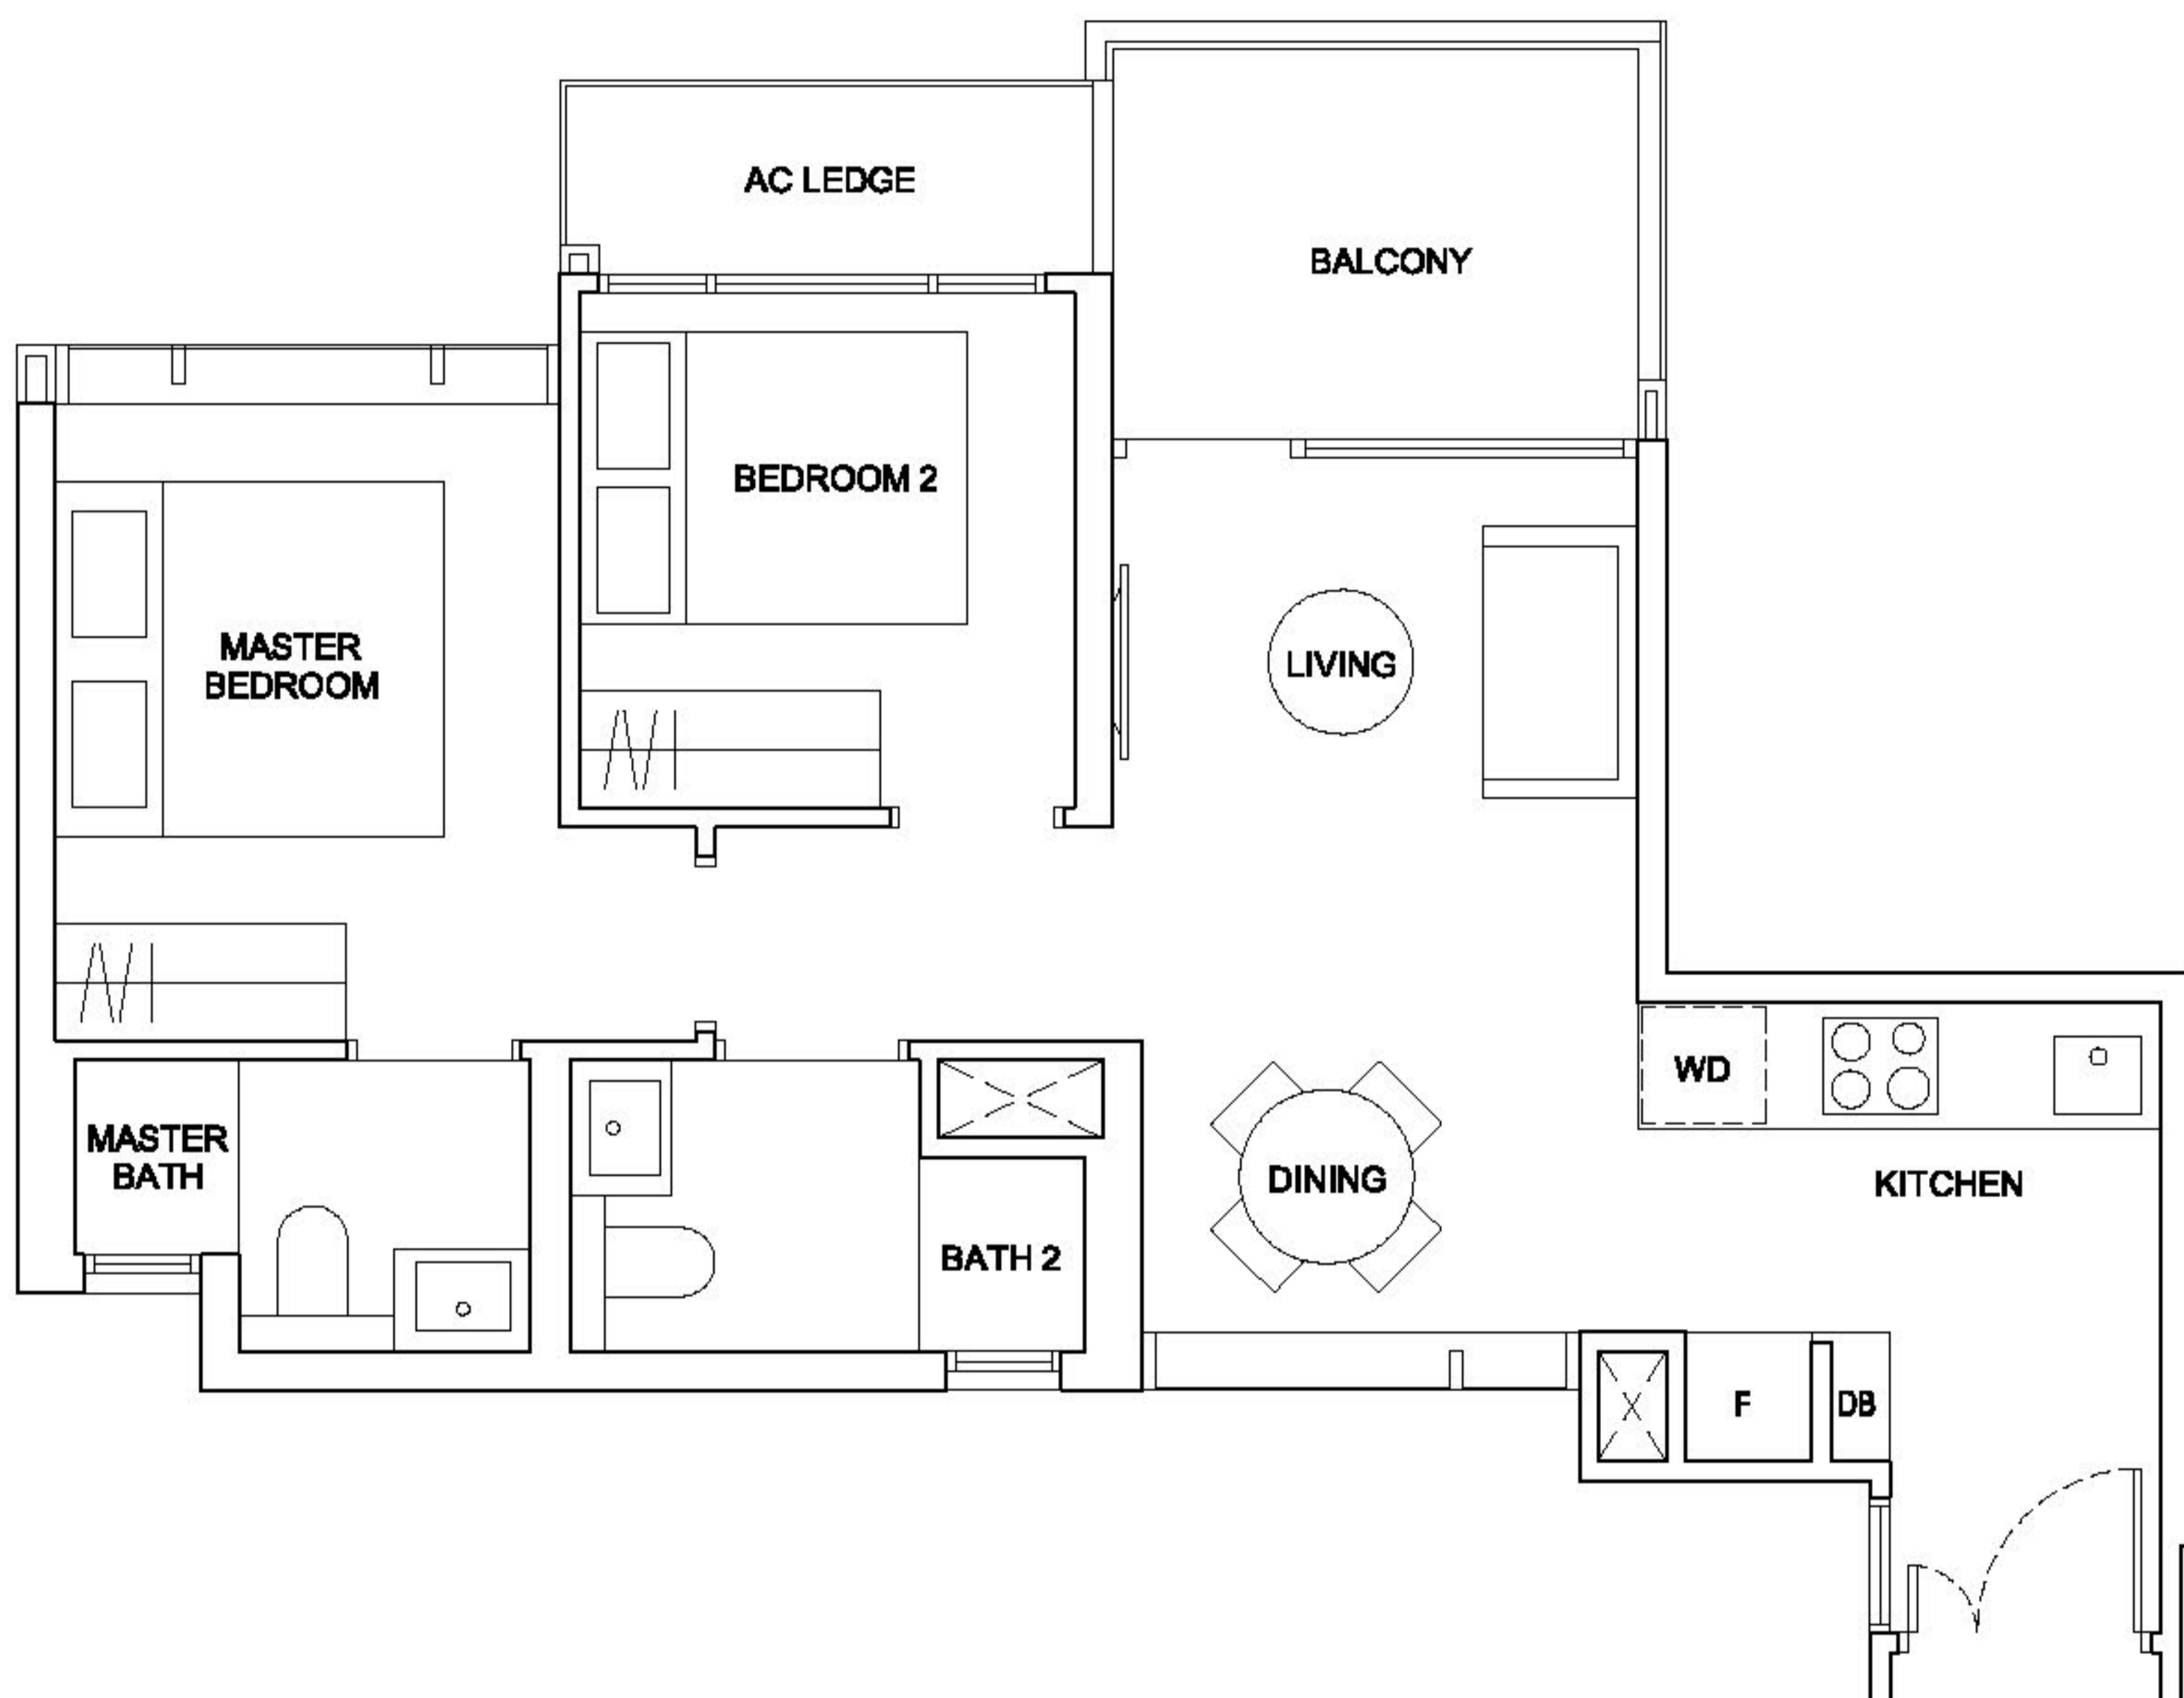 AC LEDGE
BALCONY
BEDROOM 2
MASTER
BEDROOM
LIVING
WD
MASTER
BATH
DINING
KITCHEN
BATH 2
F
DB